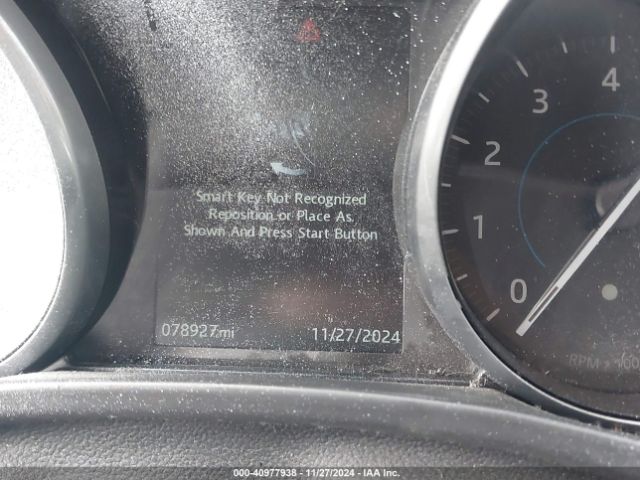 Smart Key Not Recognized
Reposition or Place As
Shown And Press Start Button
078927mi
11/27/2024
4
3
2
1
0
000-40977938 - 11/27/2024 - IAA Inc.